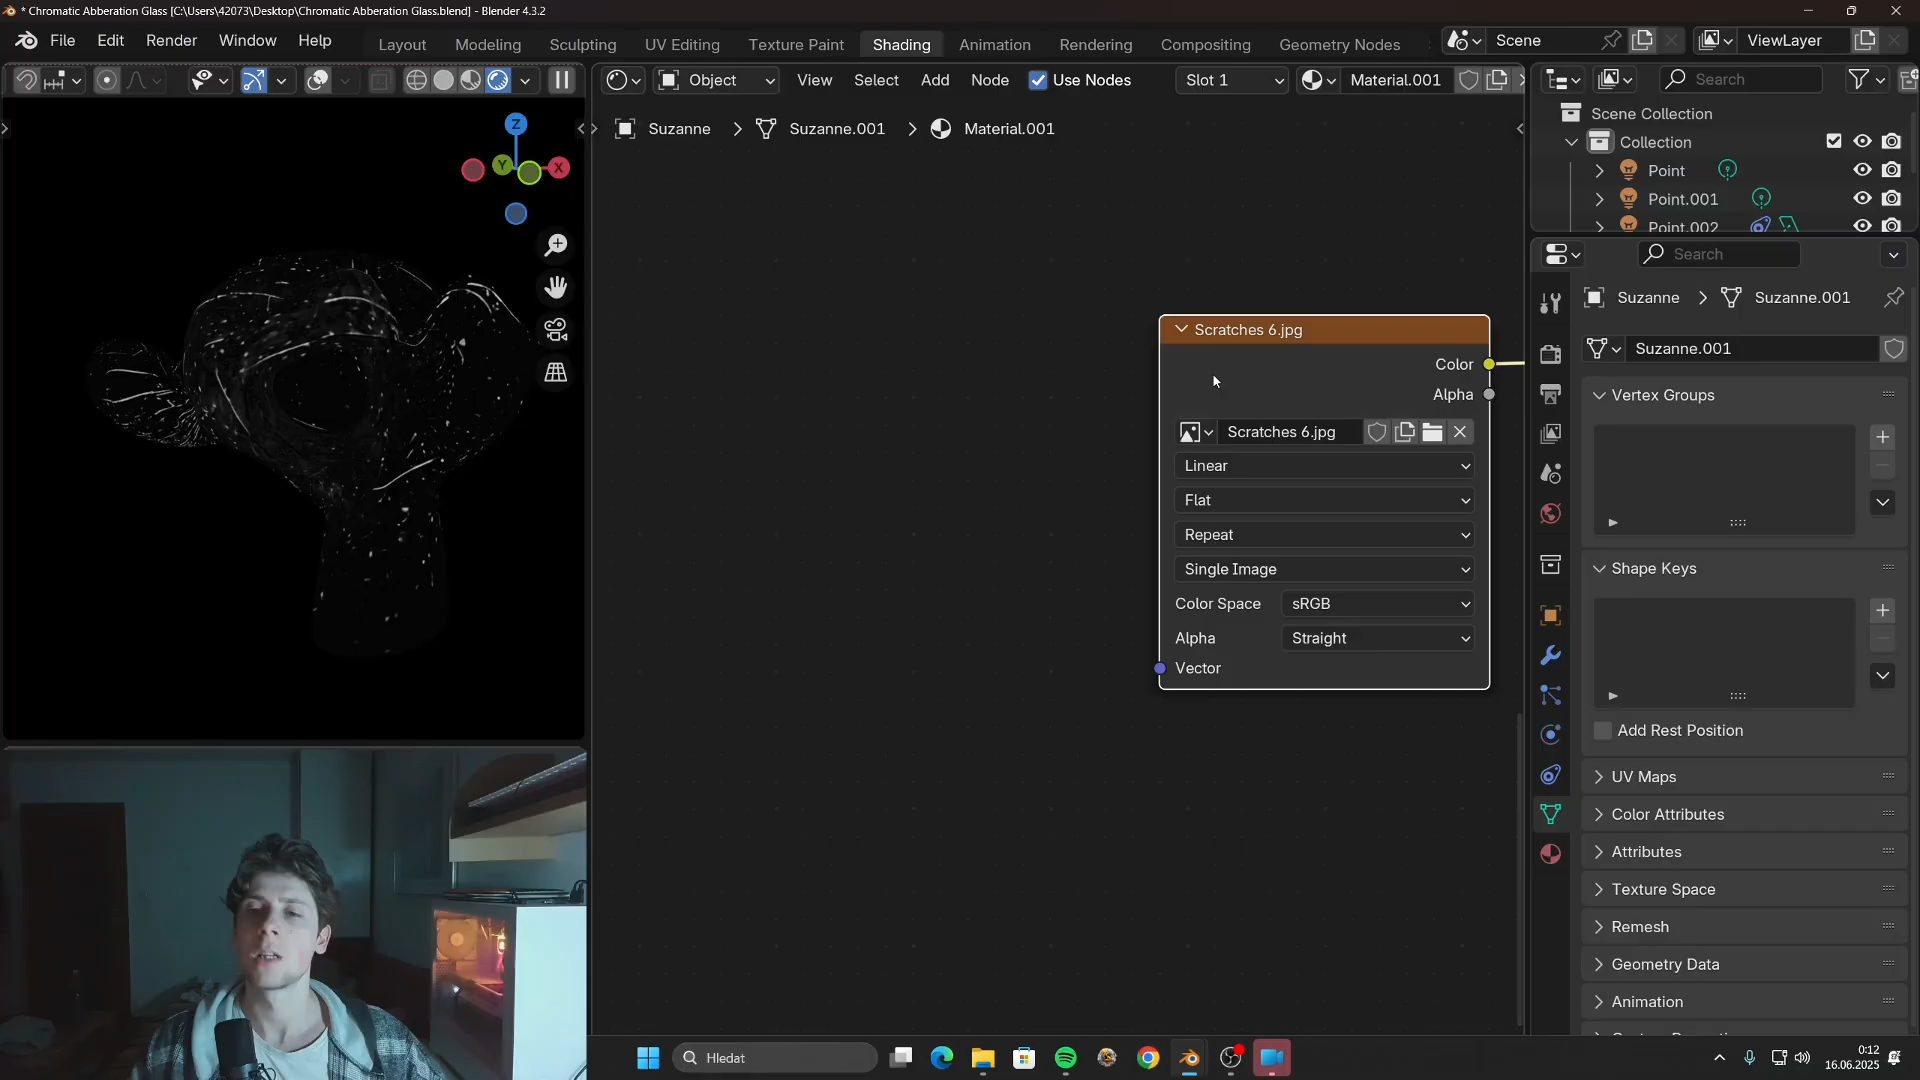 * Chromatic Abberation Glass [C:\Users\42073\Desktop\Chromatic Abberation Glass.blend] - Blender 4.3.2
File Edit Render Window Help Layout Modeling Sculpting UV Editing Texture Paint Shading Animation Rendering Compositing Geometry Nodes Scene ViewLayer
Object View Select Add Node Use Nodes Slot 1 Material.001 Search
Suzanne > Suzanne.001 > Material.001
Scene Collection
Collection
Point
Point.001
Point.002
Search
Suzanne > Suzanne.001
Suzanne.001
Z
Y
X
Scratches 6.jpg
Color
Alpha
Scratches 6.jpg
Linear
Flat
Repeat
Single Image
Color Space sRGB
Alpha Straight
Vector
Vertex Groups
Shape Keys
Add Rest Position
UV Maps
Color Attributes
Attributes
Texture Space
Remesh
Geometry Data
Animation
Hledat
0:12
16.06.2025